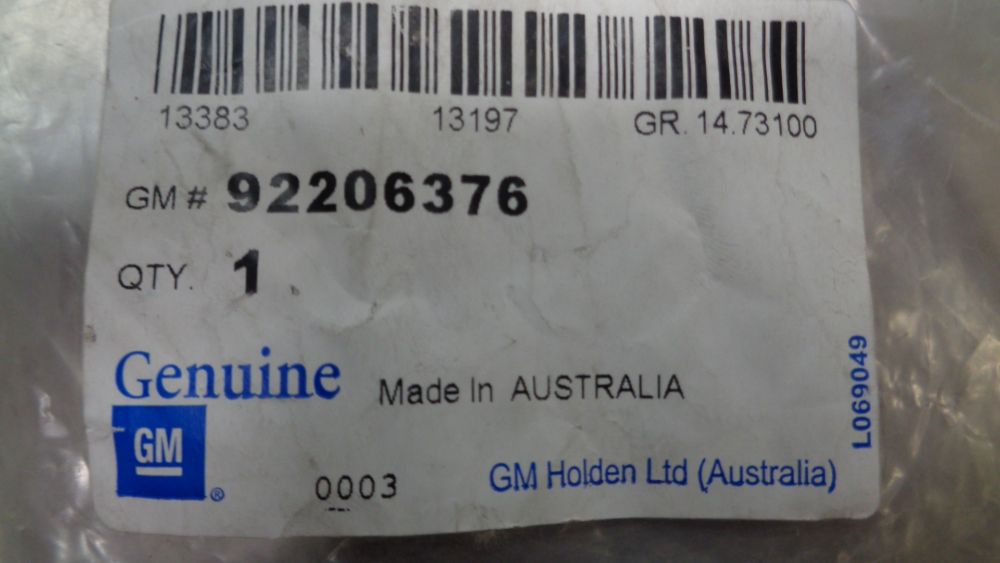 13383 13197 GR. 14.73100
GM # 92206376
QTY. 1
Genuine Made In AUSTRALIA
GM ®
0003
GM Holden Ltd (Australia)
L069049